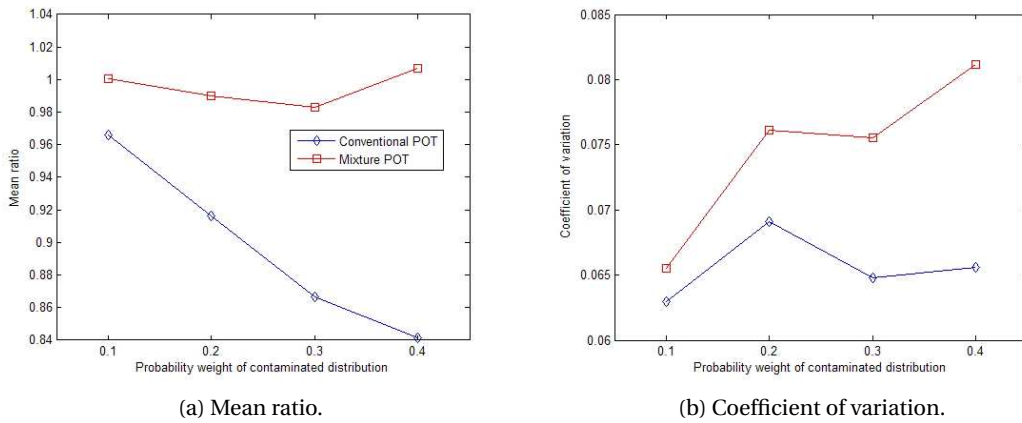 1.04
1.02
1
0.98
0.96
0.94
0.92
0.9
0.88
0.86
0.84
Mean ratio
0.1 0.2 0.3 0.4
Probability weight of contaminated distribution
Conventional POT
Mixture POT
(a) Mean ratio.
0.085
0.08
0.075
0.07
0.065
0.06
Coefficient of variation
0.1 0.2 0.3 0.4
Probability weight of contaminated distribution
(b) Coefficient of variation.